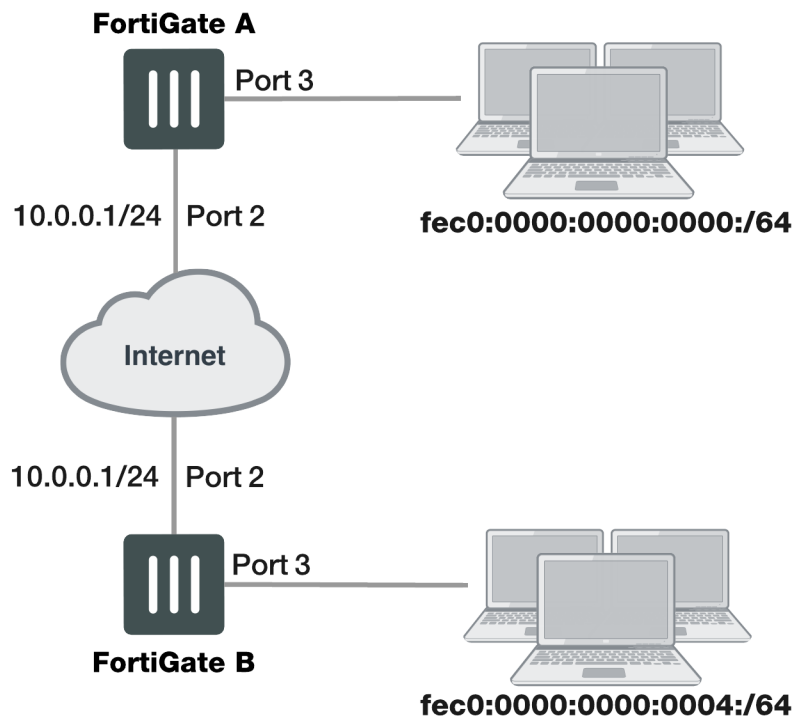 FortiGate A
Port 3
10.0.0.1/24 Port 2
fec0:0000:0000:0000:/64
Internet
10.0.0.1/24 Port 2
Port 3
FortiGate B
fec0:0000:0000:0004:/64